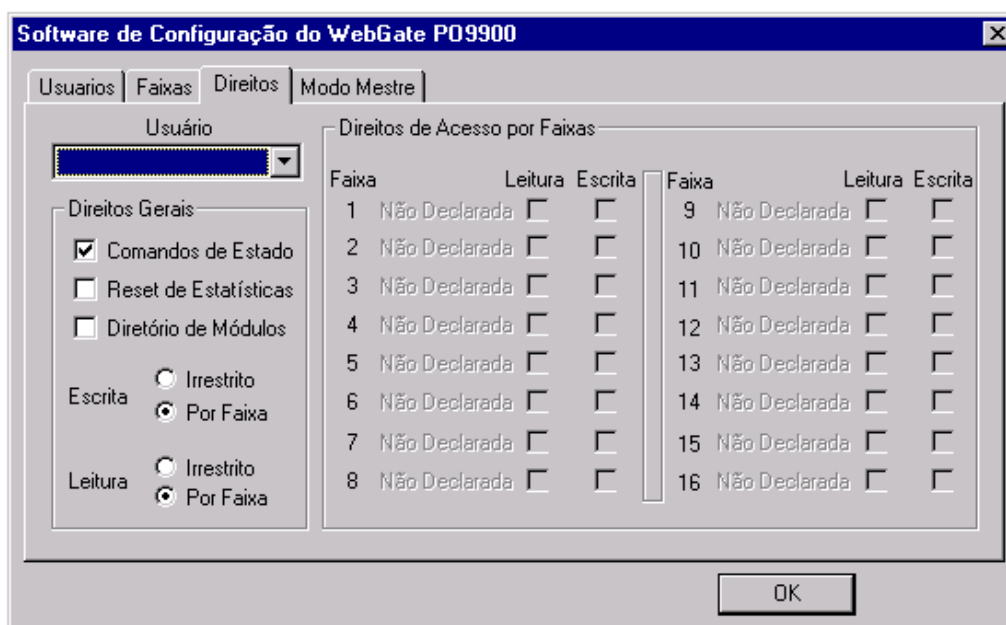 Software de Configuração do WebGate PO9900
Usuarios Faixas Direitos Modo Mestre
Usuário
Direitos Gerais
Comandos de Estado
Reset de Estatísticas
Diretório de Módulos
Escrita
Irrestrito
Por Faixa
Leitura
Irrestrito
Por Faixa
Direitos de Acesso por Faixas
Faixa Leitura Escrita
1 Não Declarada
2 Não Declarada
3 Não Declarada
4 Não Declarada
5 Não Declarada
6 Não Declarada
7 Não Declarada
8 Não Declarada
Faixa Leitura Escrita
9 Não Declarada
10 Não Declarada
11 Não Declarada
12 Não Declarada
13 Não Declarada
14 Não Declarada
15 Não Declarada
16 Não Declarada
OK